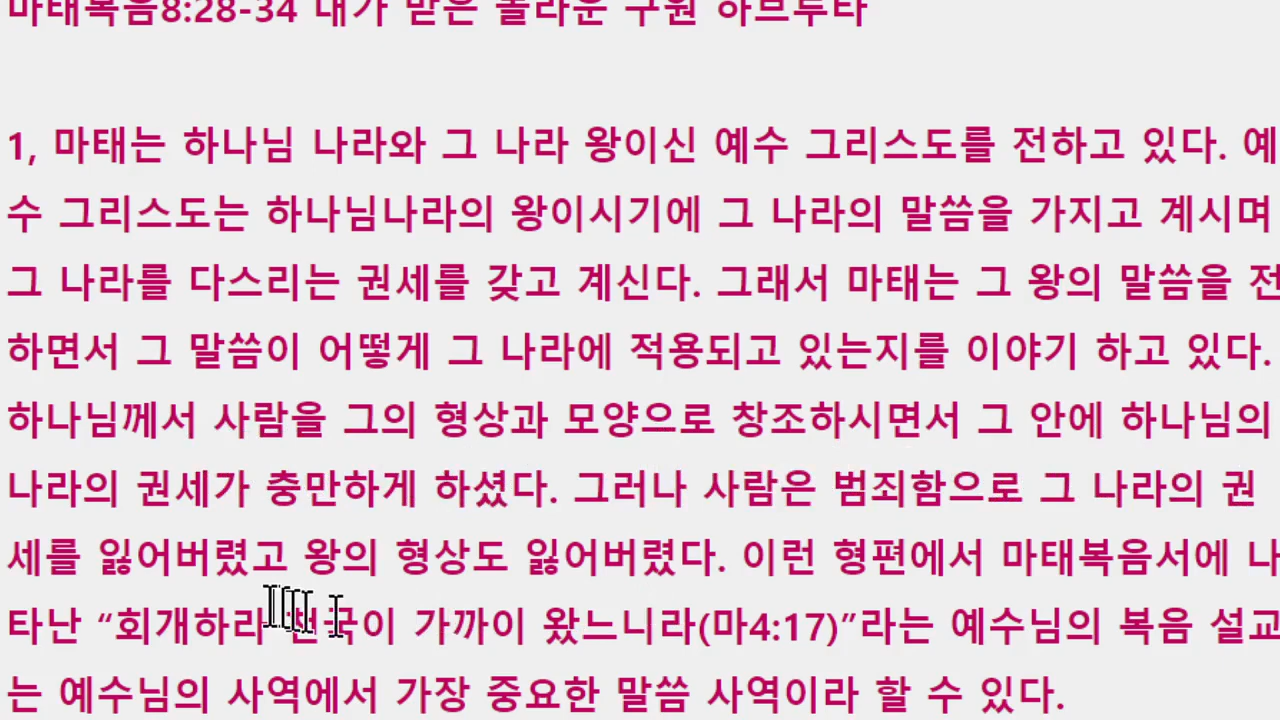 마태복음8:28-34 내가 받은 놀라운 구원 하브루타
1, 마태는 하나님 나라와 그 나라 왕이신 예수 그리스도를 전하고 있다. 예
수 그리스도는 하나님나라의 왕이시기에 그 나라의 말씀을 가지고 계시며
그 나라를 다스리는 권세를 갖고 계신다. 그래서 마태는 그 왕의 말씀을 전
하면서 그 말씀이 어떻게 그 나라에 적용되고 있는지를 이야기 하고 있다.
하나님께서 사람을 그의 형상과 모양으로 창조하시면서 그 안에 하나님의
나라의 권세가 충만하게 하셨다. 그러나 사람은 범죄함으로 그 나라의 권
세를 잃어버렸고 왕의 형상도 잃어버렸다. 이런 형편에서 마태복음서에 나
타난 “회개하라 천국이 가까이 왔느니라(마4:17)”라는 예수님의 복음 설교
는 예수님의 사역에서 가장 중요한 말씀 사역이라 할 수 있다.